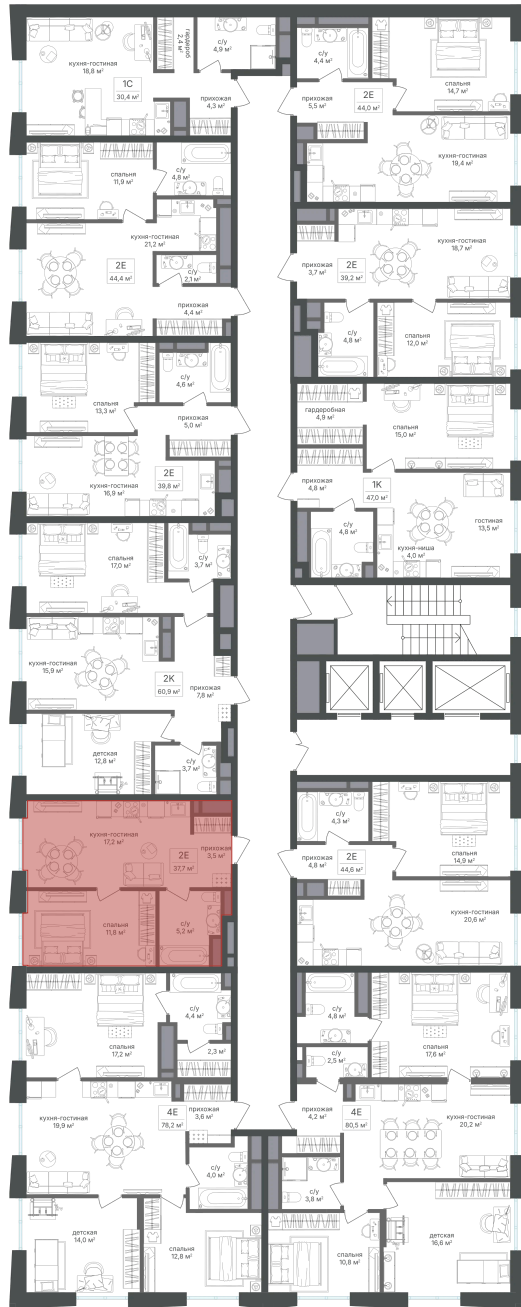 кухня-гостиная
18,8 м²
гардероб
2,4 м²
с/у
4,9 м²
1С
30,4 м²
прихожая
4,3 м²
с/у
4,4 м²
спальня
14,7 м²
прихожая
5,5 м²
2Е
44,0 м²
кухня-гостиная
19,4 м²
спальня
11,9 м²
с/у
4,8 м²
кухня-гостиная
21,2 м²
2Е
44,4 м²
с/у
2,1 м²
прихожая
4,4 м²
кухня-гостиная
18,7 м²
прихожая
3,7 м²
2Е
39,2 м²
с/у
4,8 м²
спальня
12,0 м²
спальня
13,3 м²
с/у
4,6 м²
прихожая
5,0 м²
2Е
39,8 м²
кухня-гостиная
16,9 м²
гардеробная
4,9 м²
спальня
15,0 м²
прихожая
4,8 м²
1К
47,0 м²
гостиная
13,5 м²
с/у
4,8 м²
кухня-ниша
4,0 м²
спальня
17,0 м²
с/у
3,7 м²
кухня-гостиная
15,9 м²
2К
60,9 м²
прихожая
7,8 м²
детская
12,8 м²
с/у
3,7 м²
кухня-гостиная
17,2 м²
2Е
37,7 м²
прихожая
3,5 м²
спальня
11,8 м²
с/у
5,2 м²
с/у
4,3 м²
спальня
14,9 м²
прихожая
4,8 м²
2Е
44,6 м²
кухня-гостиная
20,6 м²
спальня
17,2 м²
с/у
4,4 м²
2,3 м²
с/у
4,8 м²
с/у
2,5 м²
спальня
17,6 м²
кухня-гостиная
19,9 м²
4Е
78,2 м²
прихожая
3,6 м²
с/у
4,0 м²
детская
14,0 м²
спальня
12,8 м²
прихожая
4,2 м²
4Е
80,5 м²
кухня-гостиная
20,2 м²
с/у
3,8 м²
спальня
10,8 м²
детская
16,6 м²